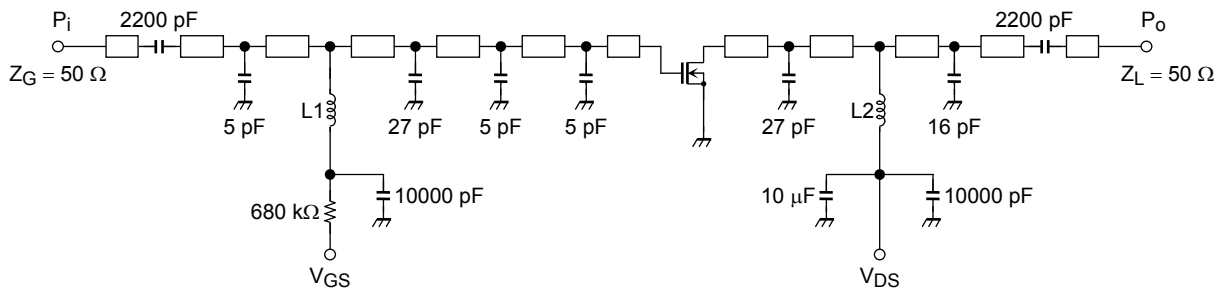 Pi
2200 pF
2200 pF
Po
ZG = 50 Ω
ZL = 50 Ω
5 pF
L1
27 pF
5 pF
5 pF
27 pF
L2
16 pF
680 kΩ
10000 pF
10 μF
10000 pF
VGS
VDS